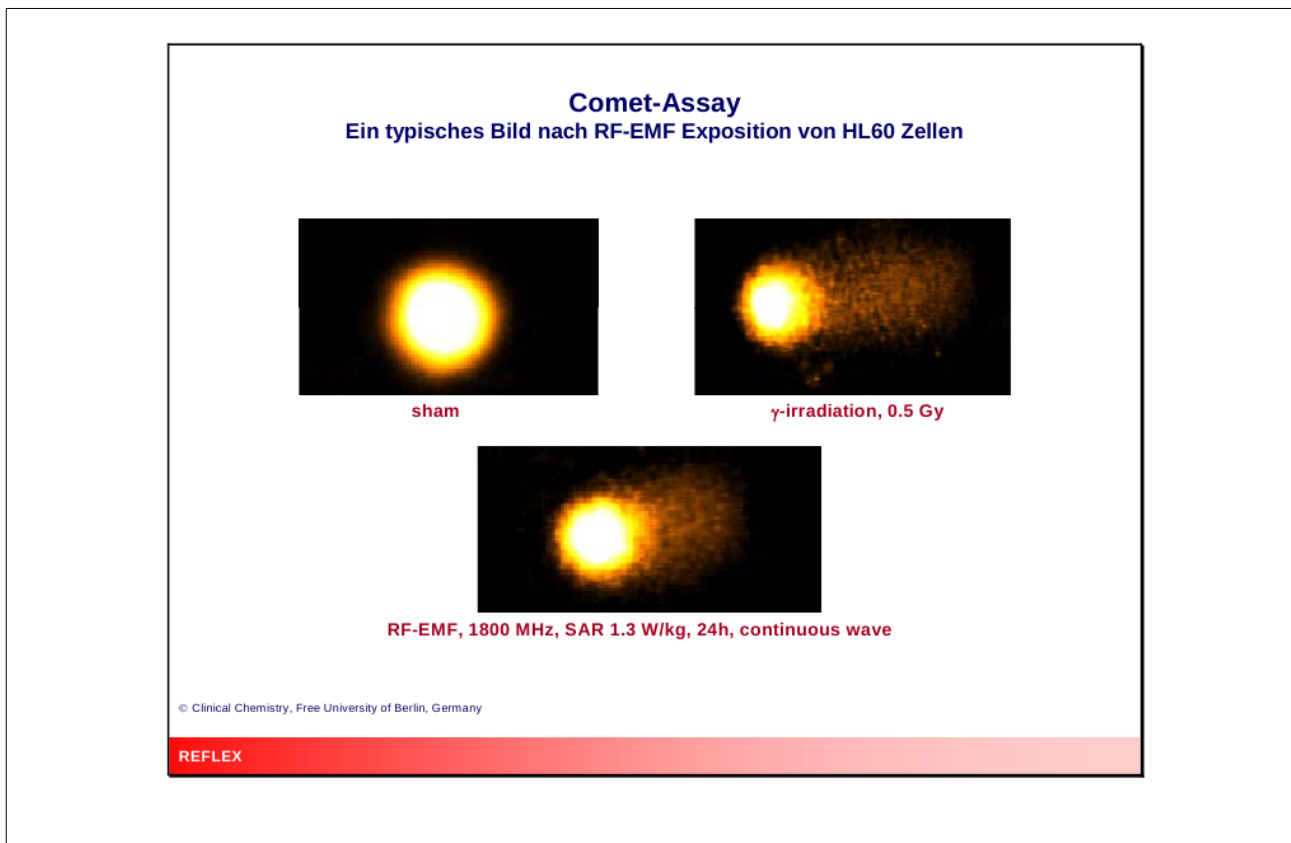 Comet-Assay
Ein typisches Bild nach RF-EMF Exposition von HL60 Zellen
sham
γ-irradiation, 0.5 Gy
RF-EMF, 1800 MHz, SAR 1.3 W/kg, 24h, continuous wave
© Clinical Chemistry, Free University of Berlin, Germany
REFLEX